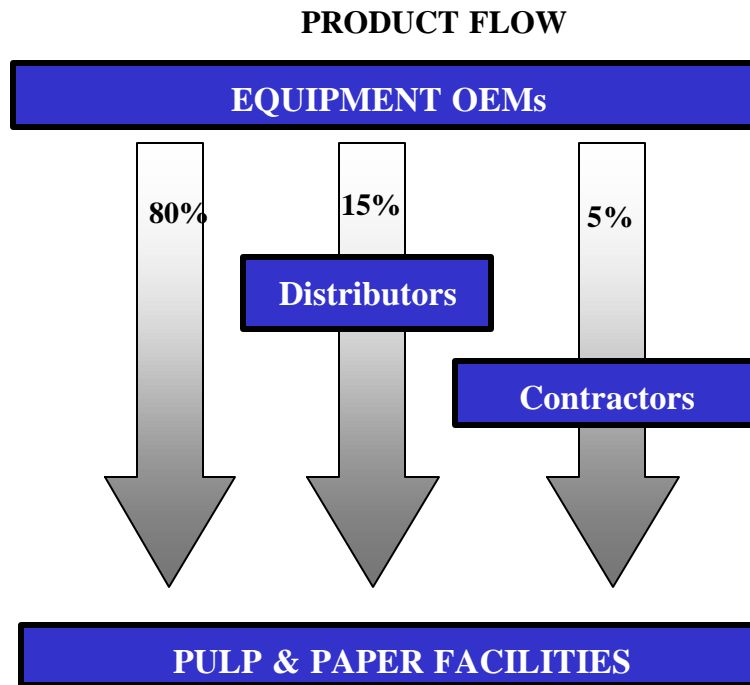 PRODUCT FLOW
EQUIPMENT OEMs
80%
15%
5%
Distributors
Contractors
PULP & PAPER FACILITIES